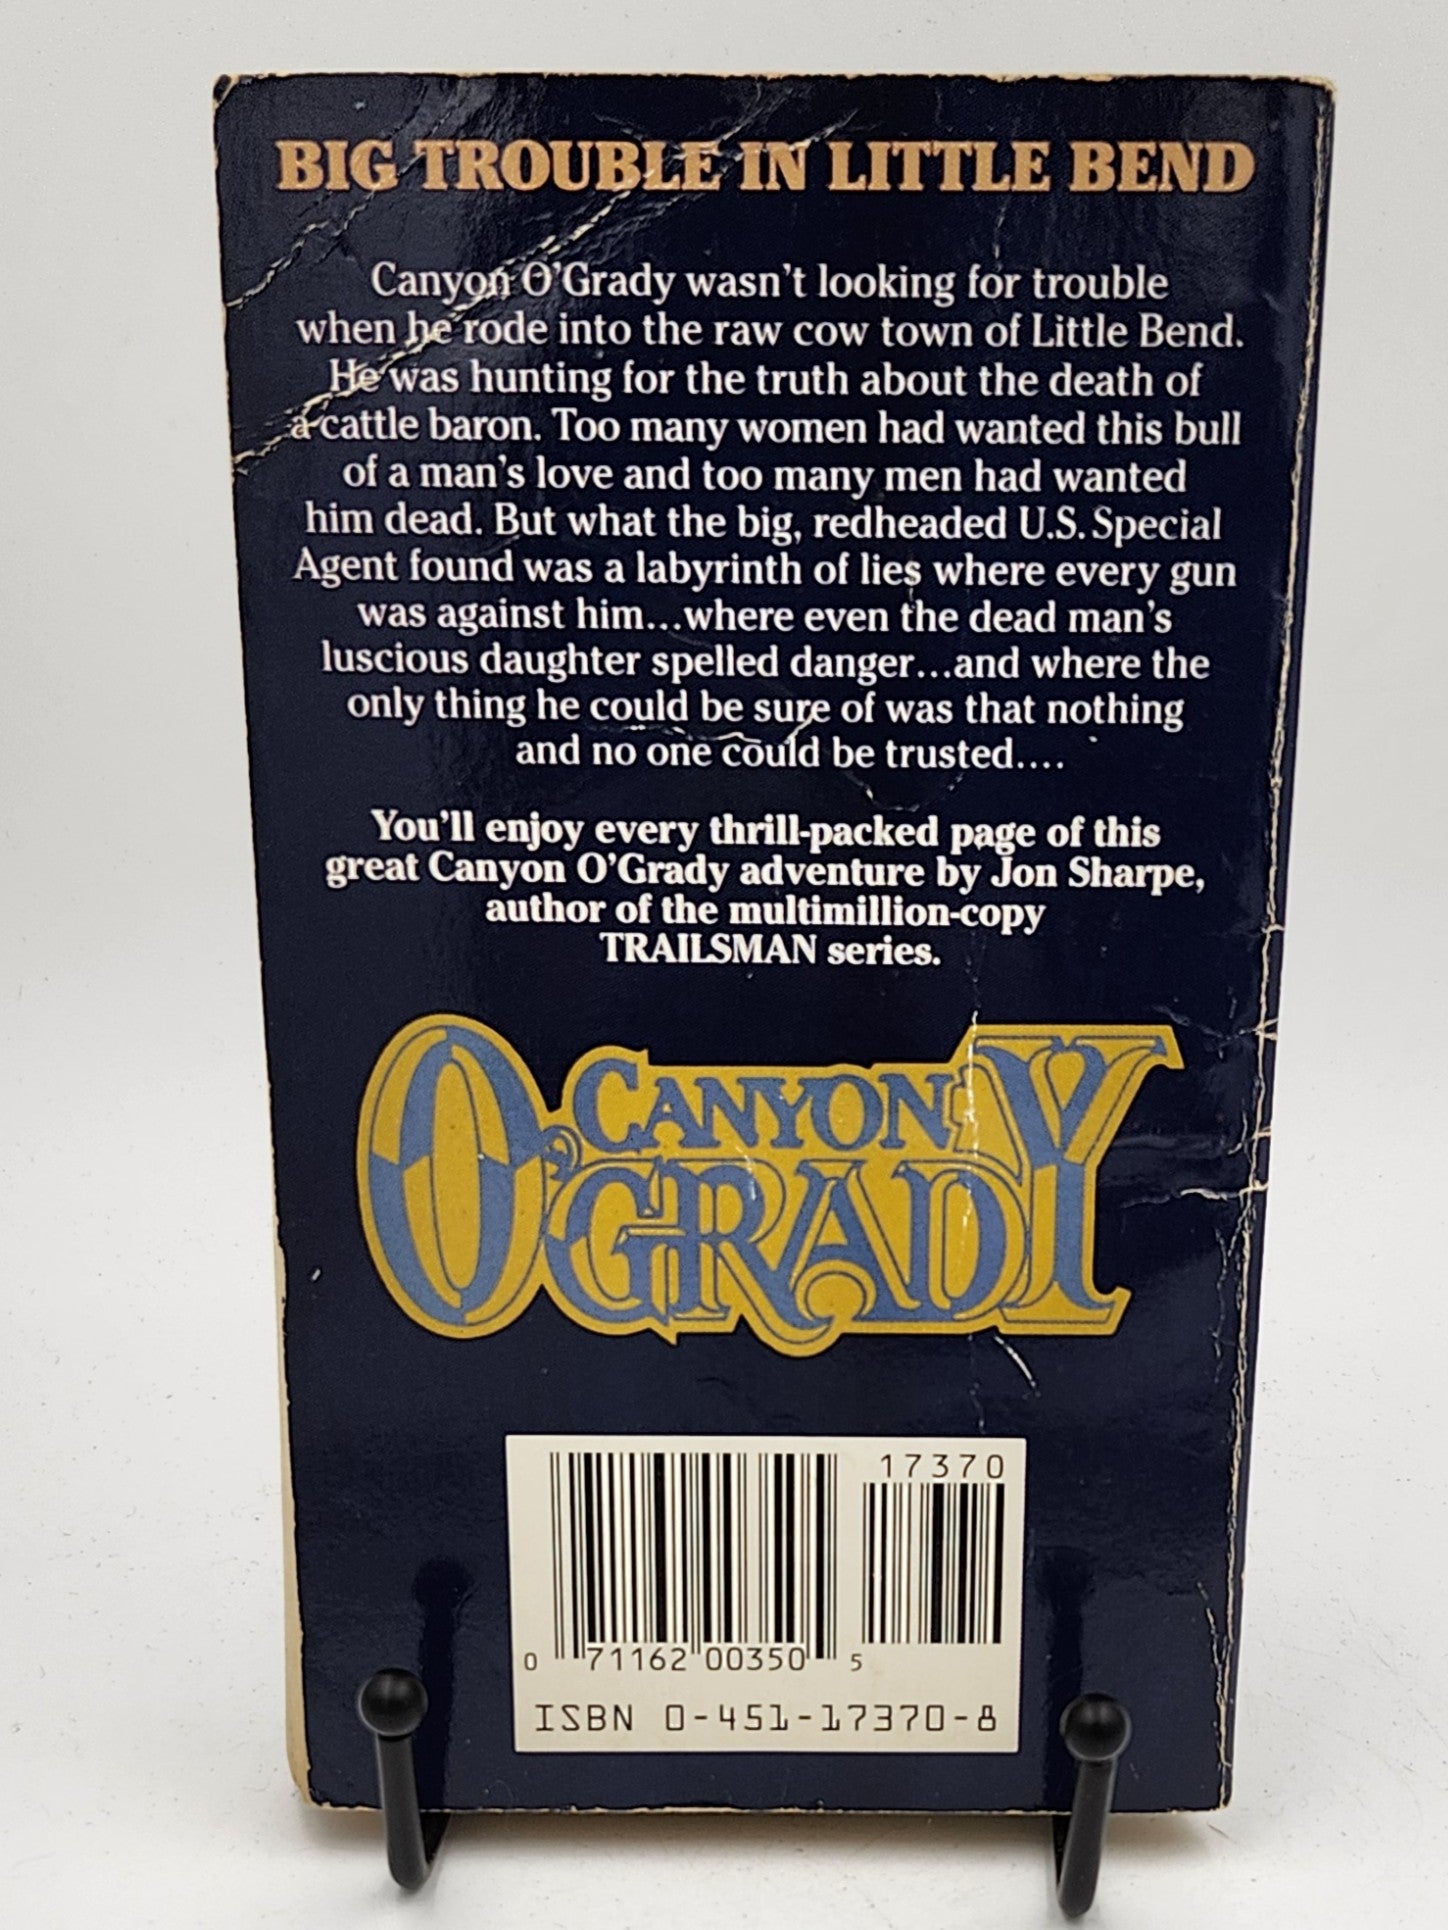 BIG TROUBLE IN LITTLE BEND
Canyon O'Grady wasn't looking for trouble
when he rode into the raw cow town of Little Bend.
He was hunting for the truth about the death of
a cattle baron. Too many women had wanted this bull
of a man's love and too many men had wanted
him dead. But what the big, redheaded U.S. Special
Agent found was a labyrinth of lies where every gun
was against him...where even the dead man's
luscious daughter spelled danger...and where the
only thing he could be sure of was that nothing
and no one could be trusted....
You'll enjoy every thrill-packed page of this
great Canyon O'Grady adventure by Jon Sharpe,
author of the multimillion-copy
TRAILSMAN series.
CANYON
O'GRADY
17370
0 71162 00350 5
ISBN 0-451-17370-8